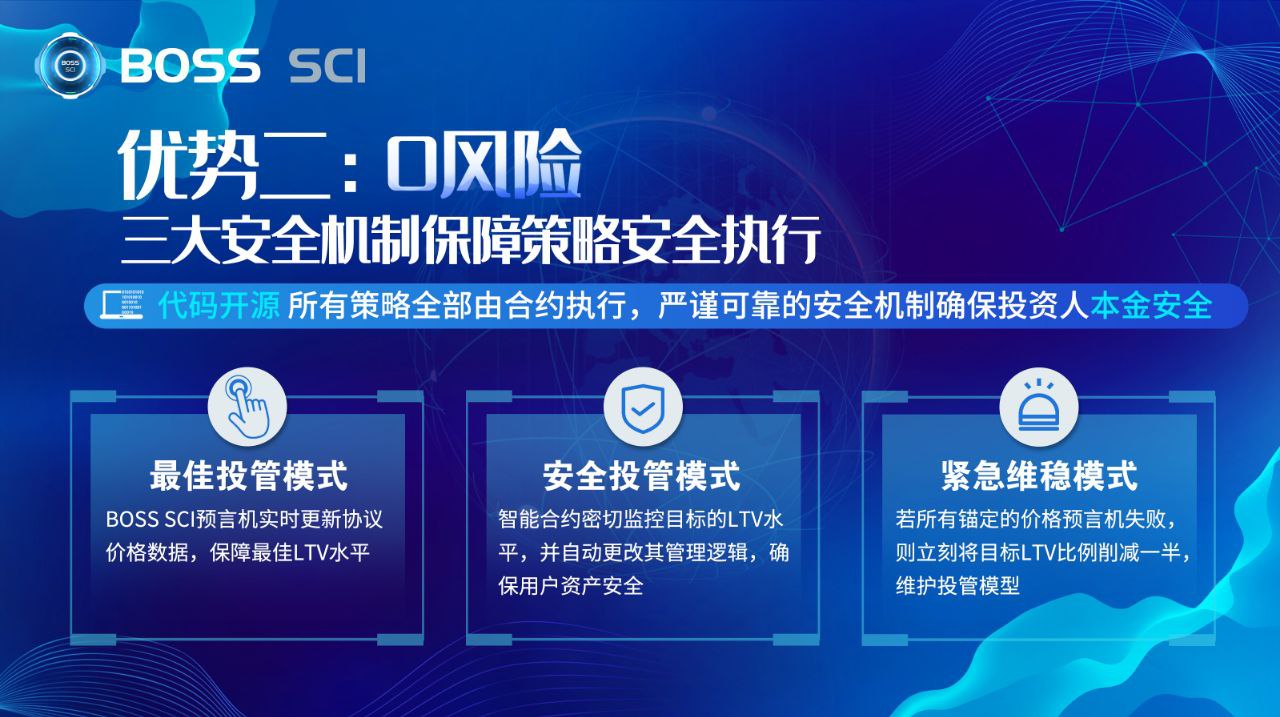 BOSS SCI
BOSS SCI
优势二：0风险
三大安全机制保障策略安全执行
代码开源 所有策略全部由合约执行，严谨可靠的安全机制确保投资人本金安全
最佳投管模式
BOSS SCI预言机实时更新协议
价格数据，保障最佳LTV水平
安全投管模式
智能合约密切监控目标的LTV水
平，并自动更改其管理逻辑，确
保用户资产安全
紧急维稳模式
若所有锚定的价格预言机失败，
则立刻将目标LTV比例削减一半，
维护投管模型